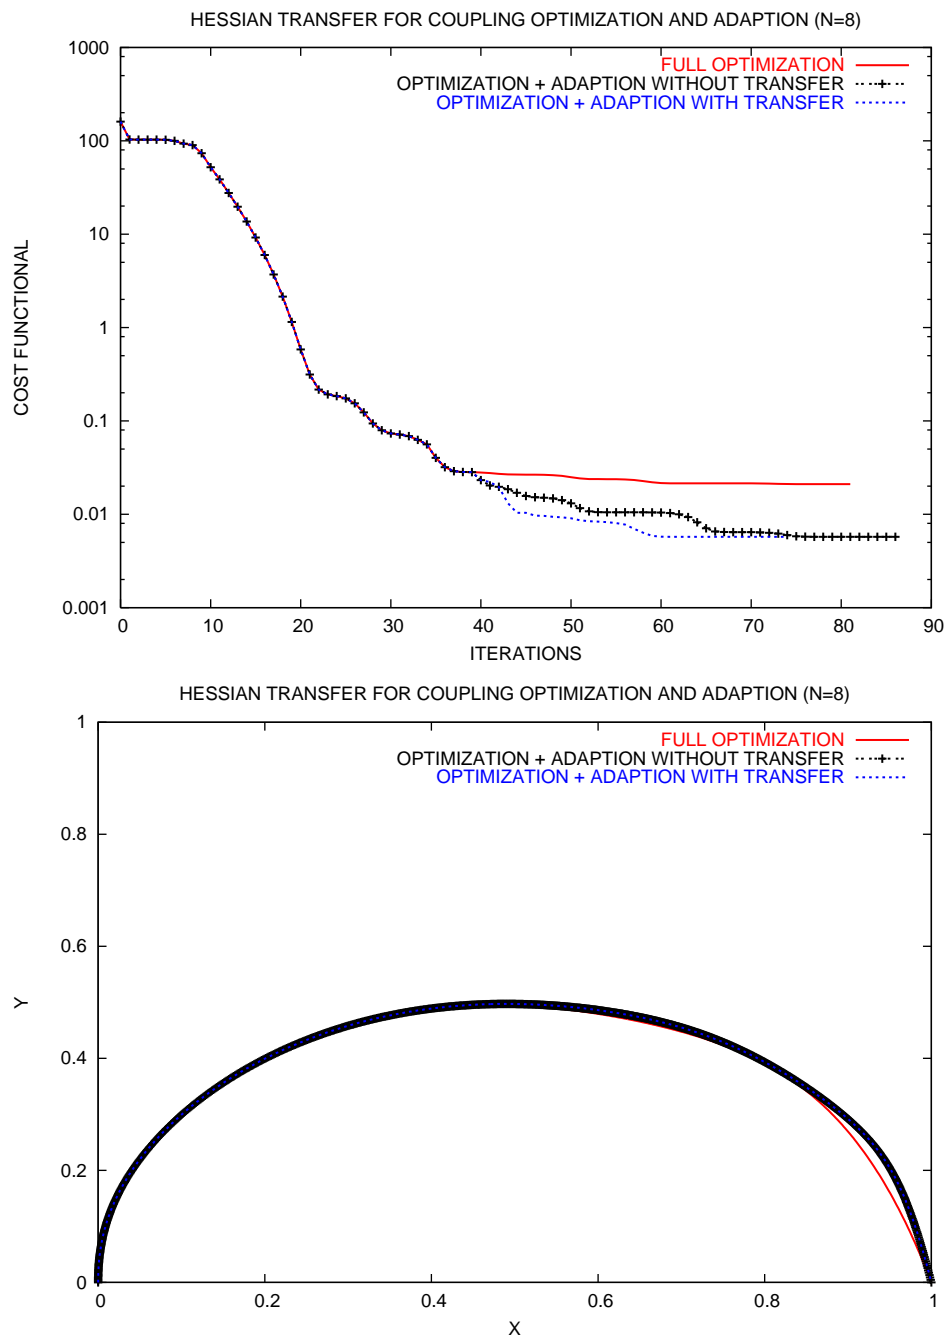 HESSIAN TRANSFER FOR COUPLING OPTIMIZATION AND ADAPTION (N=8)
1000
100
10
1
0.1
0.01
0.001
COST FUNCTIONAL
FULL OPTIMIZATION
OPTIMIZATION + ADAPTION WITHOUT TRANSFER
OPTIMIZATION + ADAPTION WITH TRANSFER
0 10 20 30 40 50 60 70 80 90
ITERATIONS
HESSIAN TRANSFER FOR COUPLING OPTIMIZATION AND ADAPTION (N=8)
1
0.8
0.6
0.4
0.2
0
Y
FULL OPTIMIZATION
OPTIMIZATION + ADAPTION WITHOUT TRANSFER
OPTIMIZATION + ADAPTION WITH TRANSFER
0 0.2 0.4 0.6 0.8 1
X